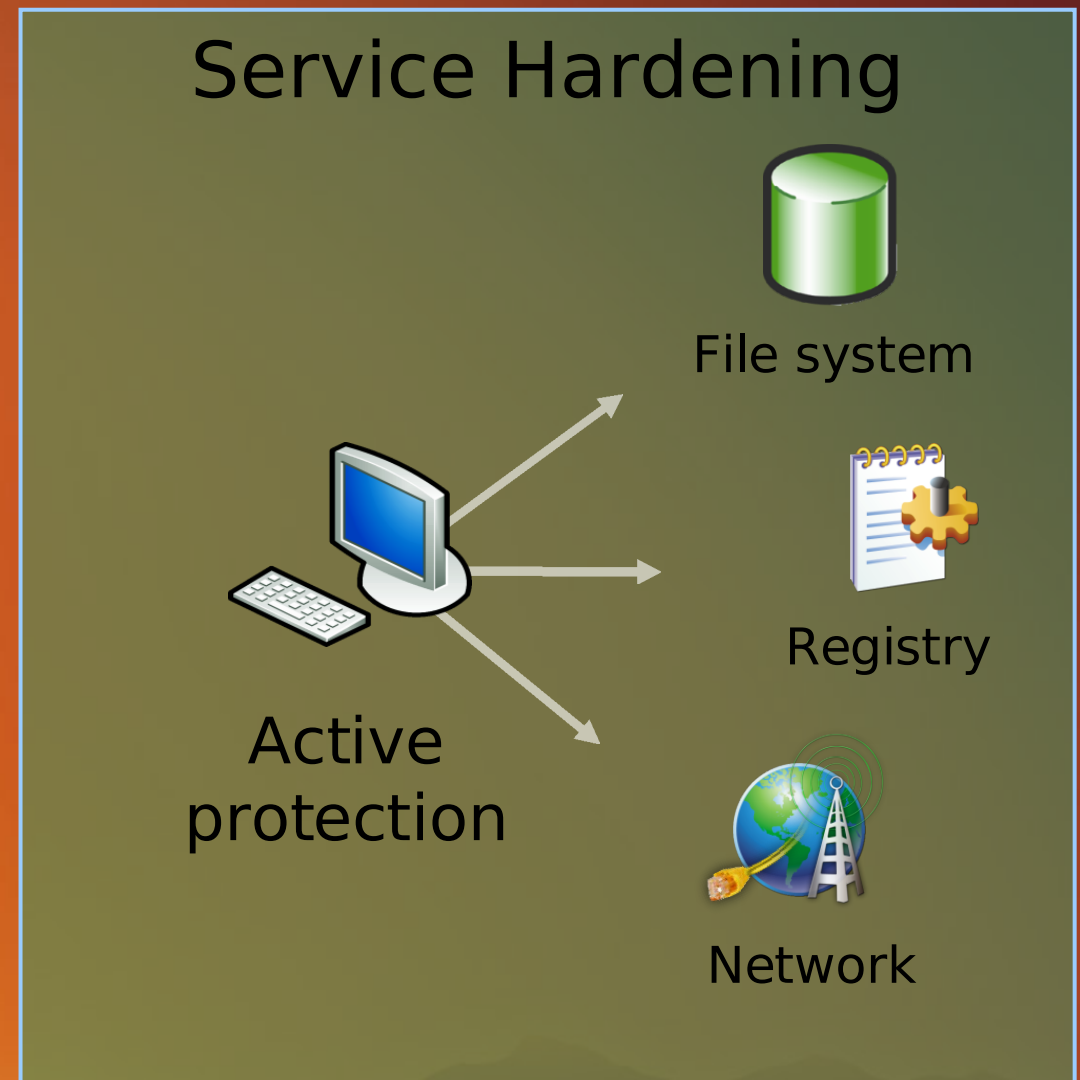 Service Hardening
File system
Registry
Active
protection
Network